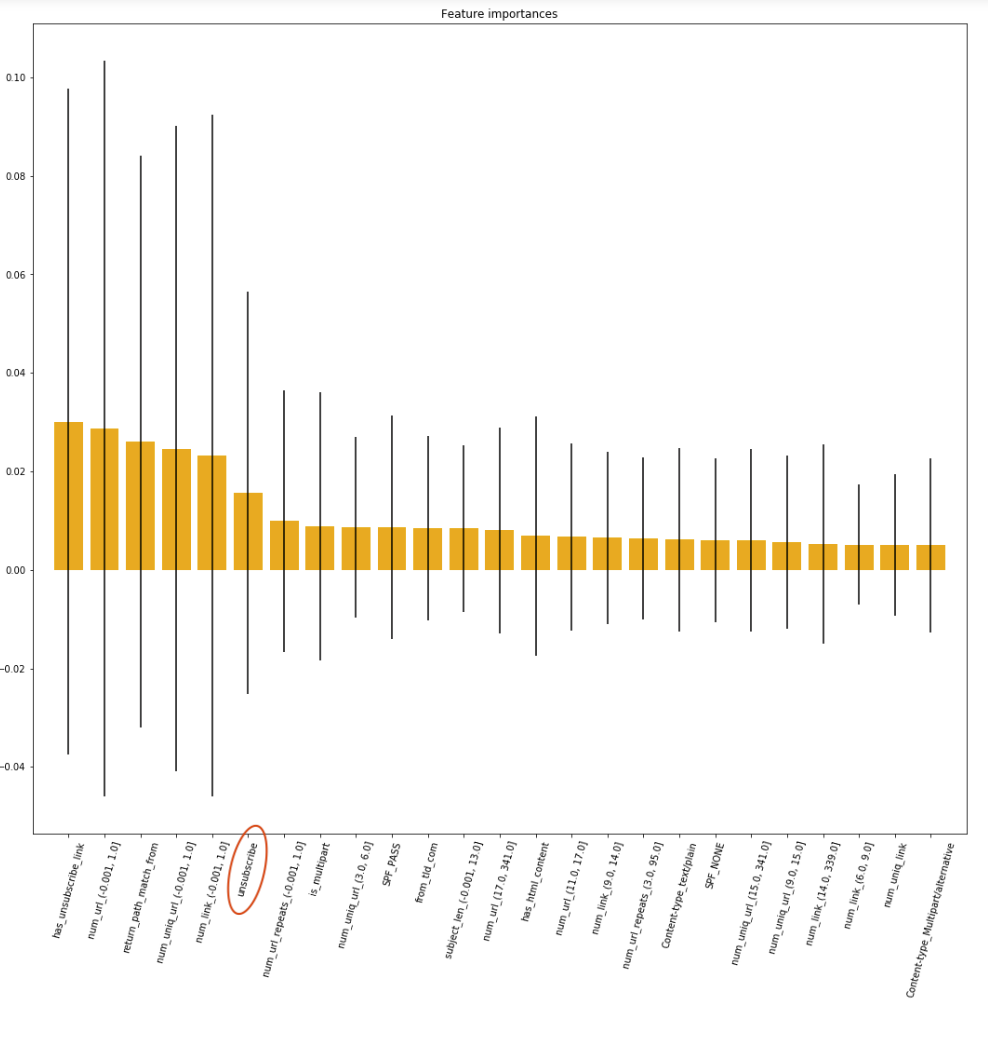 Feature importances
0.10
0.08
0.06
0.04
0.02
0.00
−0.02
−0.04
has_unsubscribe_link
num_url_(-0.001, 1.0]
return_path_match_from
num_uniq_url_(-0.001, 1.0]
num_link_(-0.001, 1.0]
unsubscribe
num_url_repeats_(-0.001, 1.0]
is_multipart
num_uniq_url_(3.0, 6.0]
SPF_PASS
from_tld_com
subject_len_(-0.001, 13.0]
num_url_(17.0, 341.0]
has_html_content
num_url_(11.0, 17.0]
num_link_(9.0, 14.0]
num_url_repeats_(3.0, 95.0]
Content-type_text/plain
SPF_NONE
num_uniq_url_(15.0, 341.0]
num_uniq_url_(9.0, 15.0]
num_link_(14.0, 339.0]
num_link_(6.0, 9.0]
num_uniq_link
Content-type_Multipart/alternative